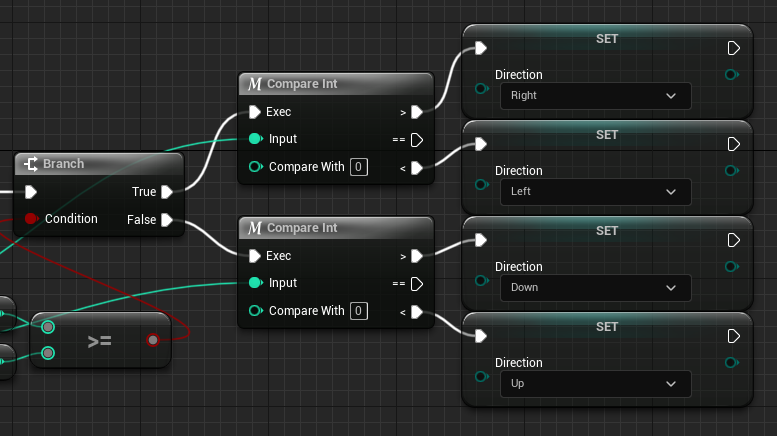 Branch
True
Condition
False
>=
M Compare Int
Exec
>
Input
==
Compare With 0
<
M Compare Int
Exec
>
Input
==
Compare With 0
<
SET
Direction
Right
SET
Direction
Left
SET
Direction
Down
SET
Direction
Up